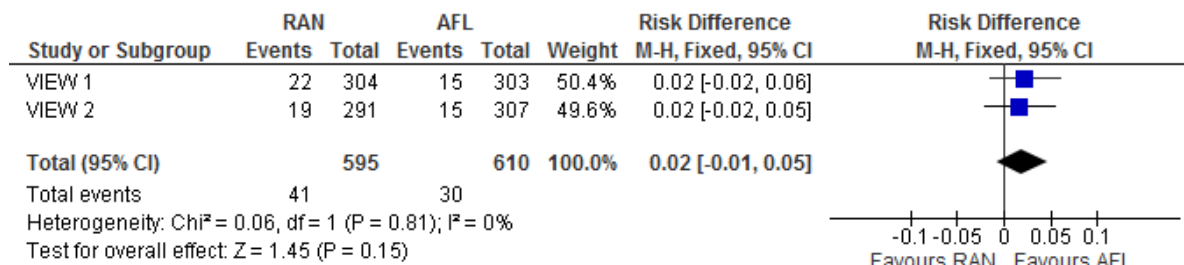 RAN AFL Risk Difference Risk Difference
Study or Subgroup Events Total Events Total Weight M-H, Fixed, 95% CI M-H, Fixed, 95% CI
VIEW 1 22 304 15 303 50.4% 0.02 [-0.02, 0.06]
VIEW 2 19 291 15 307 49.6% 0.02 [-0.02, 0.05]
Total (95% CI) 595 610 100.0% 0.02 [-0.01, 0.05]
Total events 41 30
Heterogeneity: Chi² = 0.06, df = 1 (P = 0.81); I² = 0%
Test for overall effect: Z = 1.45 (P = 0.15)
-0.1 -0.05 0 0.05 0.1
Favours RAN Favours AFL